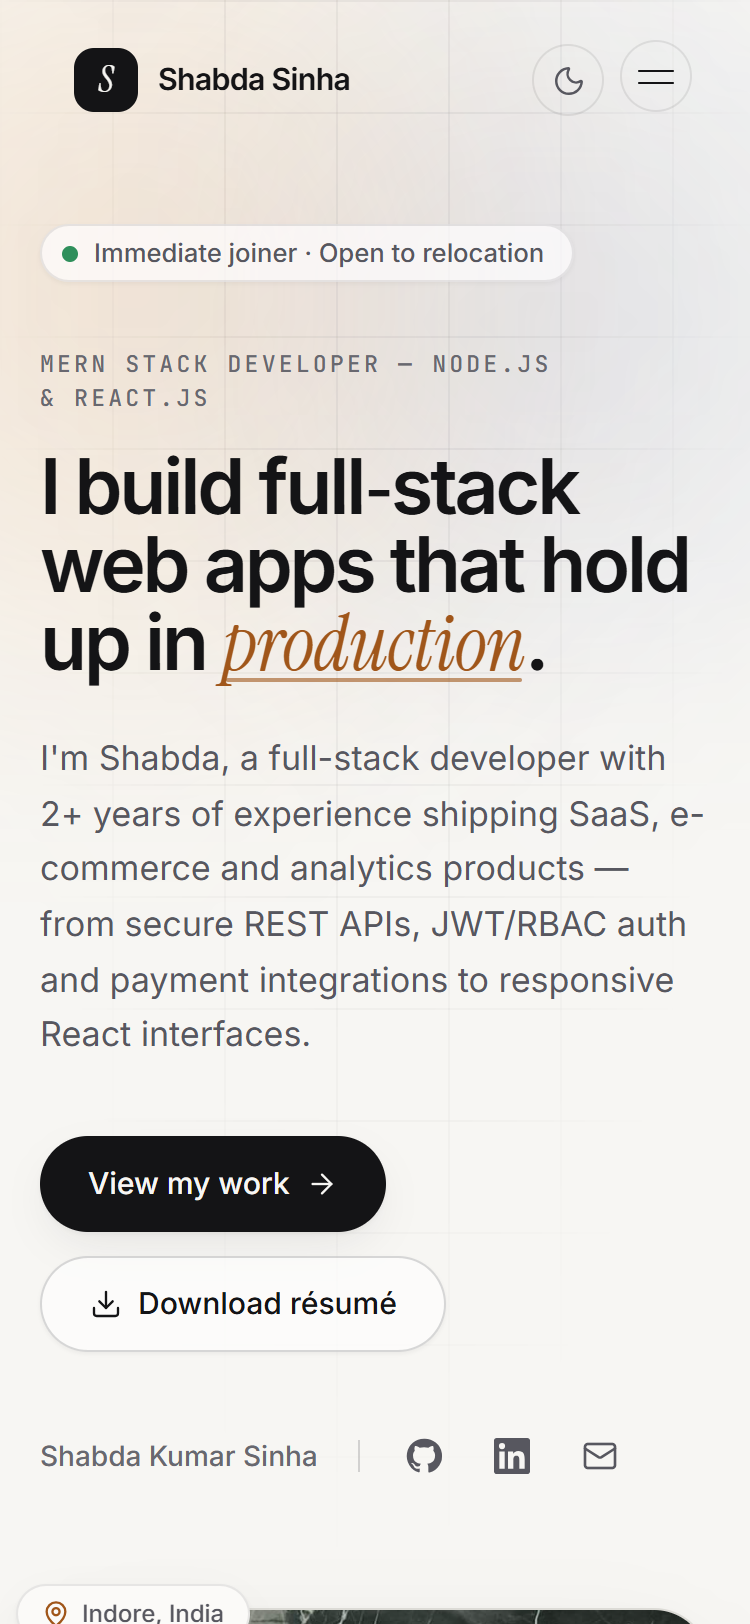 S
Shabda Sinha
Immediate joiner · Open to relocation
MERN STACK DEVELOPER — NODE.JS
& REACT.JS
I build full-stack
web apps that hold
up in production.
I'm Shabda, a full-stack developer with
2+ years of experience shipping SaaS, e-
commerce and analytics products —
from secure REST APIs, JWT/RBAC auth
and payment integrations to responsive
React interfaces.
View my work →
Download résumé
Shabda Kumar Sinha
in
Indore, India